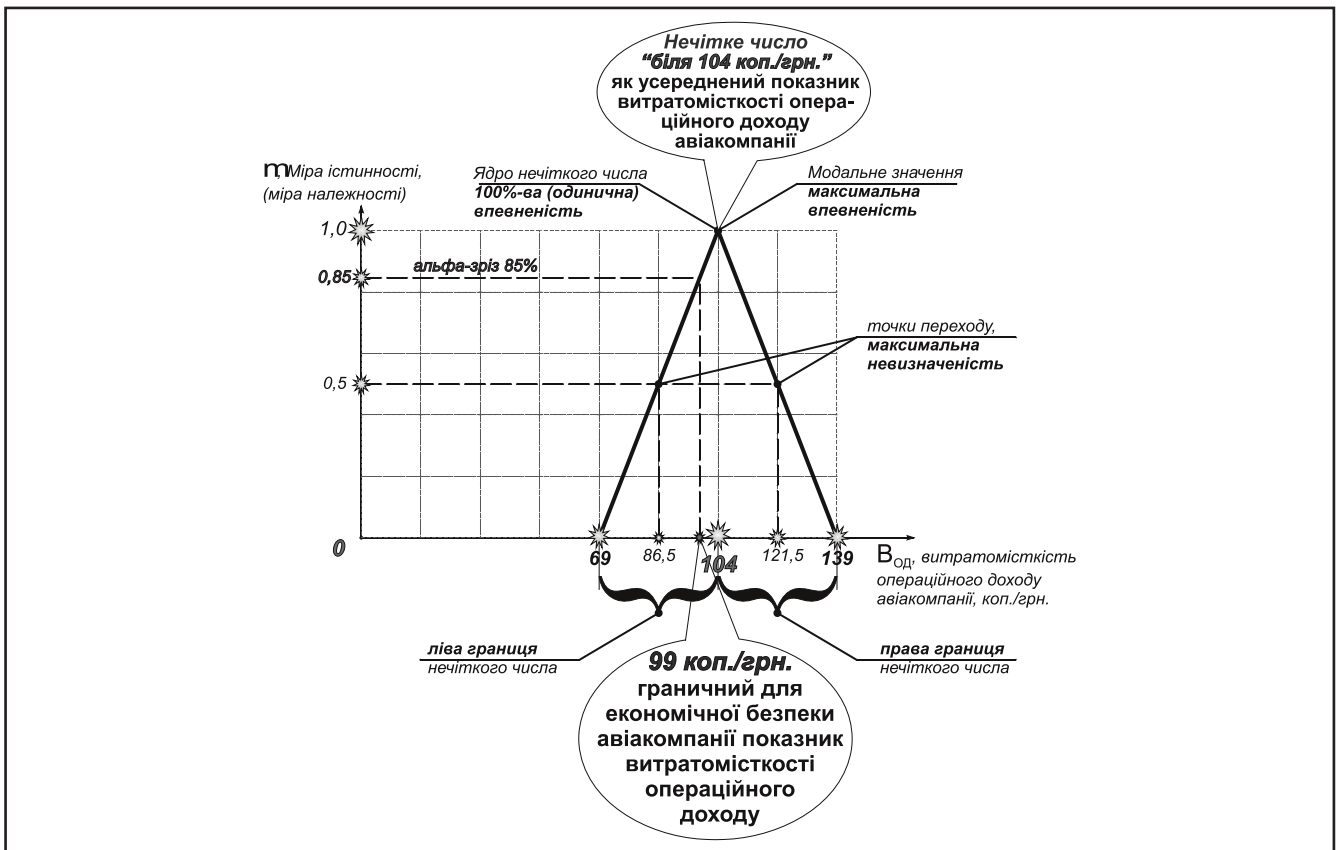 Нечітке число
“біля 104 коп./грн.”
як усереднений показник
витратомісткості опера-
ційного доходу
авіакомпанії
m, Міра істинності,
(міра належності)
Ядро нечіткого числа
100%-ва (одинична)
впевненість
Модальне значення
максимальна
впевненість
1,0
0,85
альфа-зріз 85%
точки переходу,
максимальна
невизначеність
0,5
0
69
86,5
104
121,5
139
ВОД, витратомісткість
операційного доходу
авіакомпанії, коп./грн.
ліва границя
нечіткого числа
права границя
нечіткого числа
99 коп./грн.
граничний для
економічної безпеки
авіакомпанії показник
витратомісткості
операційного
доходу